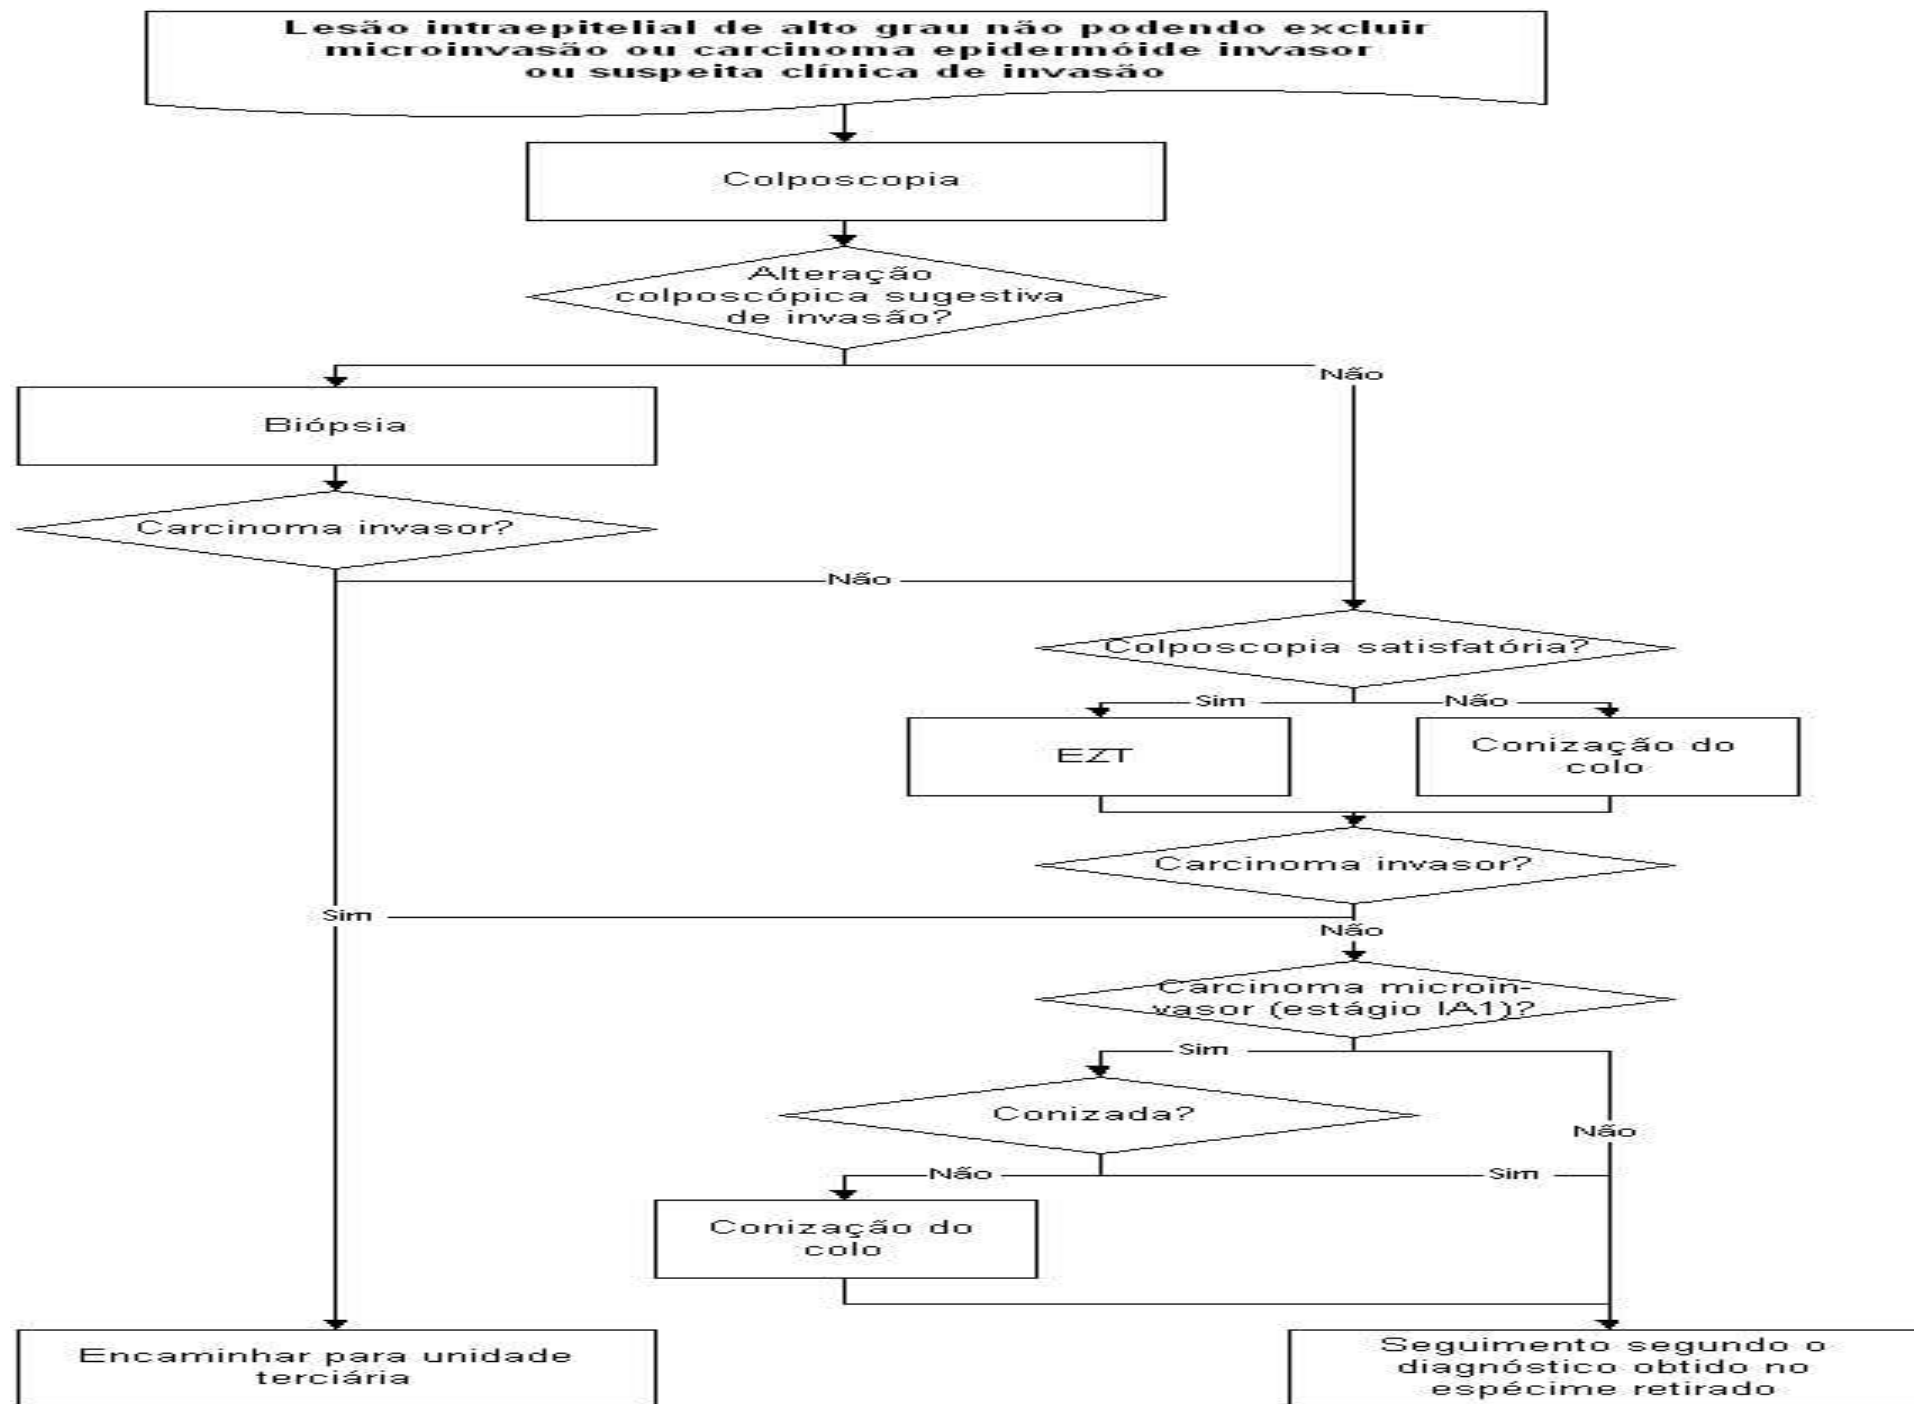 Lesão intraepitelial de alto grau não podendo excluir
microinvasão ou carcinoma epidermóide invasor
ou suspeita clínica de invasão
Colposcopia
Alteração
colposcópica sugestiva
de invasão?
Não
Biópsia
Carcinoma invasor?
Não
Colposcopia satisfatória?
Sim
Não
EZT
Conização do
colo
Carcinoma invasor?
Sim
Não
Carcinoma microin-
vasor (estágio IA1)?
Sim
Conizada?
Não
Não
Sim
Conização do
colo
Encaminhar para unidade
terciária
Seguimento segundo o
diagnóstico obtido no
espécime retirado